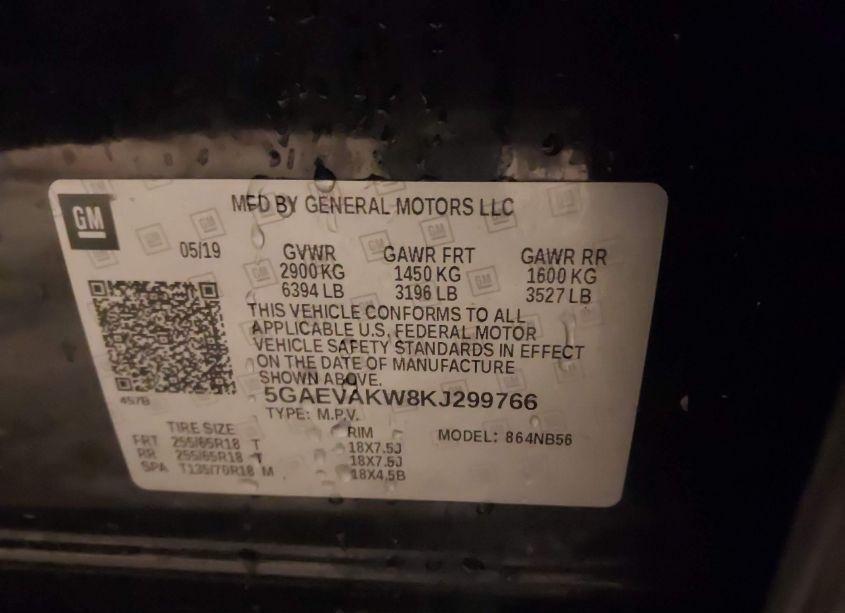 GM
MFD BY GENERAL MOTORS LLC
05/19 GVWR GAWR FRT GAWR RR
2900 KG 1450 KG 1600 KG
6394 LB 3196 LB 3527 LB
THIS VEHICLE CONFORMS TO ALL
APPLICABLE U.S. FEDERAL MOTOR
VEHICLE SAFETY STANDARDS IN EFFECT
ON THE DATE OF MANUFACTURE
SHOWN ABOVE.
457B
5GAEVAKW8KJ299766
TYPE: M.P.V.
TIRE SIZE RIM MODEL: 864NB56
FRT 255/65R18 T 18X7.5J
RR 255/65R18 T 18X7.5J
SPA T135/70R18 M 18X4.5B